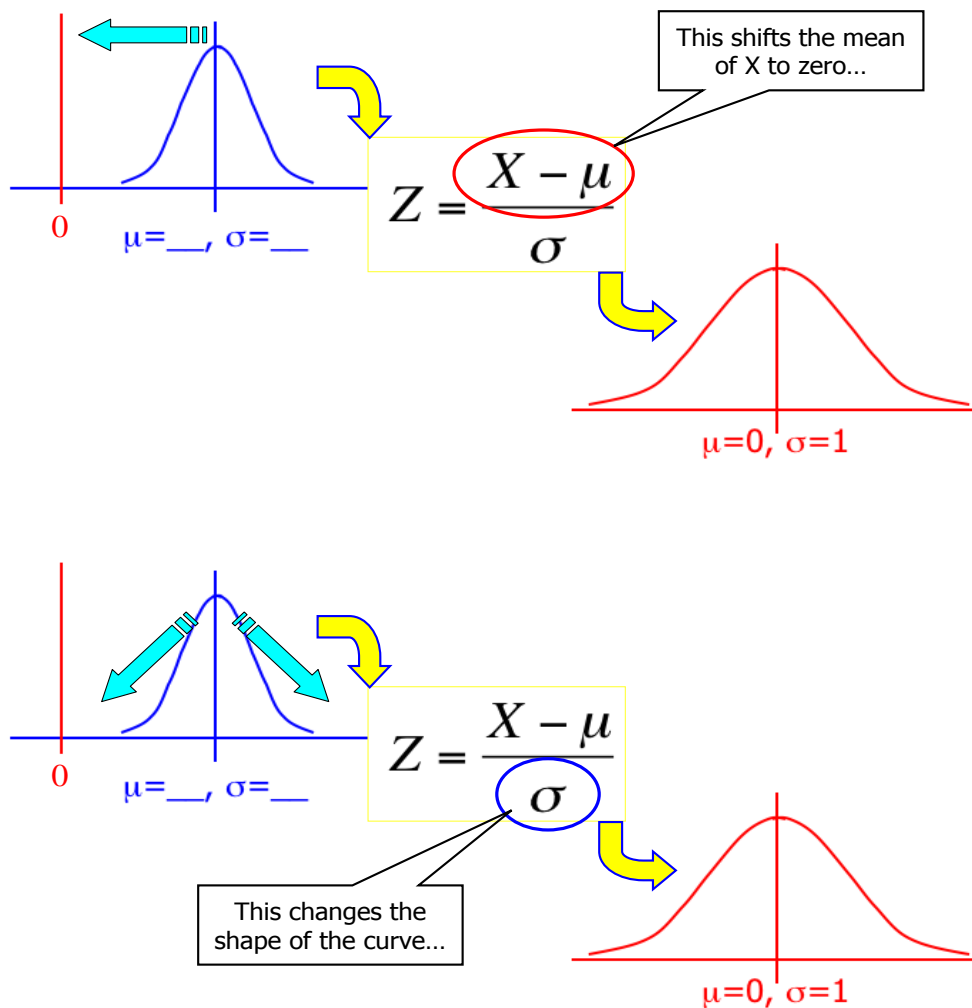 This shifts the mean
of X to zero…
Z = X − μ
σ
0
μ=__, σ=__
μ=0, σ=1
Z = X − μ
σ
0
μ=__, σ=__
This changes the
shape of the curve…
μ=0, σ=1